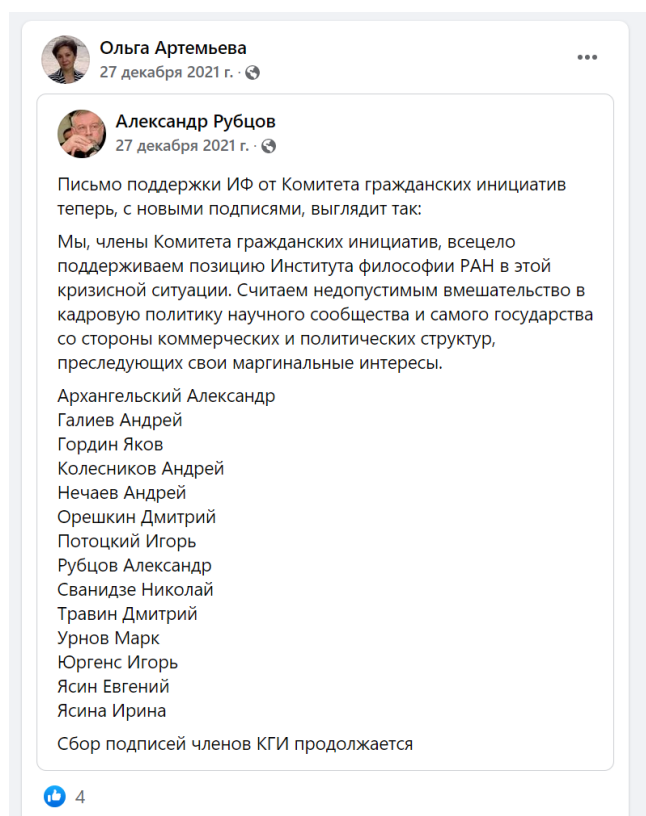 Ольга Артемьева
27 декабря 2021 г. ·
Александр Рубцов
27 декабря 2021 г. ·
Письмо поддержки ИФ от Комитета гражданских инициатив
теперь, с новыми подписями, выглядит так:
Мы, члены Комитета гражданских инициатив, всецело
поддерживаем позицию Института философии РАН в этой
кризисной ситуации. Считаем недопустимым вмешательство в
кадровую политику научного сообщества и самого государства
со стороны коммерческих и политических структур,
преследующих свои маргинальные интересы.
Архангельский Александр
Галиев Андрей
Гордин Яков
Колесников Андрей
Нечаев Андрей
Орешкин Дмитрий
Потоцкий Игорь
Рубцов Александр
Сванидзе Николай
Травин Дмитрий
Урнов Марк
Юргенс Игорь
Ясин Евгений
Ясина Ирина
Сбор подписей членов КГИ продолжается
4